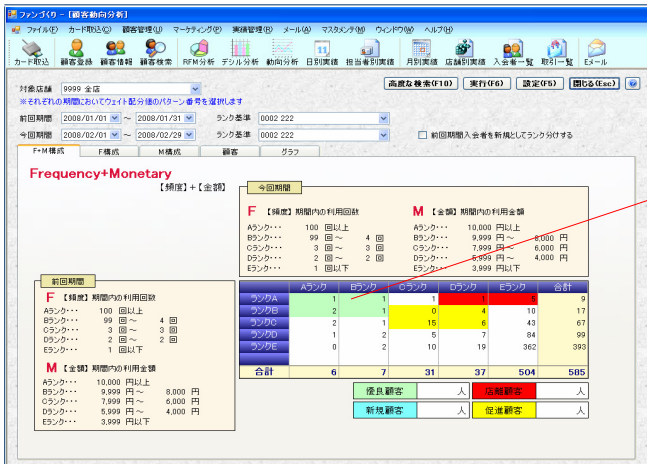 ファンづくり - [顧客動向分析]
ファイル(F) カード取込(C) 顧客管理(U) マーケティング(P) 実績管理(R) メール(A) マスタメンテ(M) ウィンドウ(W) ヘルプ(H)
カード取込 顧客登録 顧客情報 顧客検索 RFM分析 デシル分析 動向分析 日別実績 担当者別実績 月別実績 店舗別実績 入会者一覧 取引一覧 Eメール
高度な検索(F10) 実行(F6) 設定(F5) 閉じる(Esc)
対象店舗 9999 全店
※それぞれの期間においてウェイト配分値のパターン番号を選択します
前回期間 2008/01/01 ～ 2008/01/31 ランク基準 0002 222
今回期間 2008/02/01 ～ 2008/02/29 ランク基準 0002 222 前回期間入会者を新規としてランク分けする
F+M構成 F構成 M構成 顧客 グラフ
Frequency+Monetary
【頻度】+【金額】
今回期間
F 【頻度】期間内の利用回数
Aランク・・・ 100 回以上
Bランク・・・ 99 回～ 4 回
Cランク・・・ 3 回～ 3 回
Dランク・・・ 2 回～ 2 回
Eランク・・・ 1 回以下
M 【金額】期間内の利用金額
Aランク・・・ 10,000 円以上
Bランク・・・ 9,999 円～ 8,000 円
Cランク・・・ 7,999 円～ 6,000 円
Dランク・・・ 5,999 円～ 4,000 円
Eランク・・・ 3,999 円以下
前回期間
F 【頻度】期間内の利用回数
Aランク・・・ 100 回以上
Bランク・・・ 99 回～ 4 回
Cランク・・・ 3 回～ 3 回
Dランク・・・ 2 回～ 2 回
Eランク・・・ 1 回以下
M 【金額】期間内の利用金額
Aランク・・・ 10,000 円以上
Bランク・・・ 9,999 円～ 8,000 円
Cランク・・・ 7,999 円～ 6,000 円
Dランク・・・ 5,999 円～ 4,000 円
Eランク・・・ 3,999 円以下
Aランク Bランク Cランク Dランク Eランク 合計
ランクA 1 1 1 9
ランクB 2 1 0 4 10 17
ランクC 2 1 15 6 43 67
ランクD 1 2 5 7 84 99
ランクE 0 2 10 19 362 393
合計 6 7 31 37 504 585
優良顧客 人 店離顧客 人
新規顧客 人 促進顧客 人